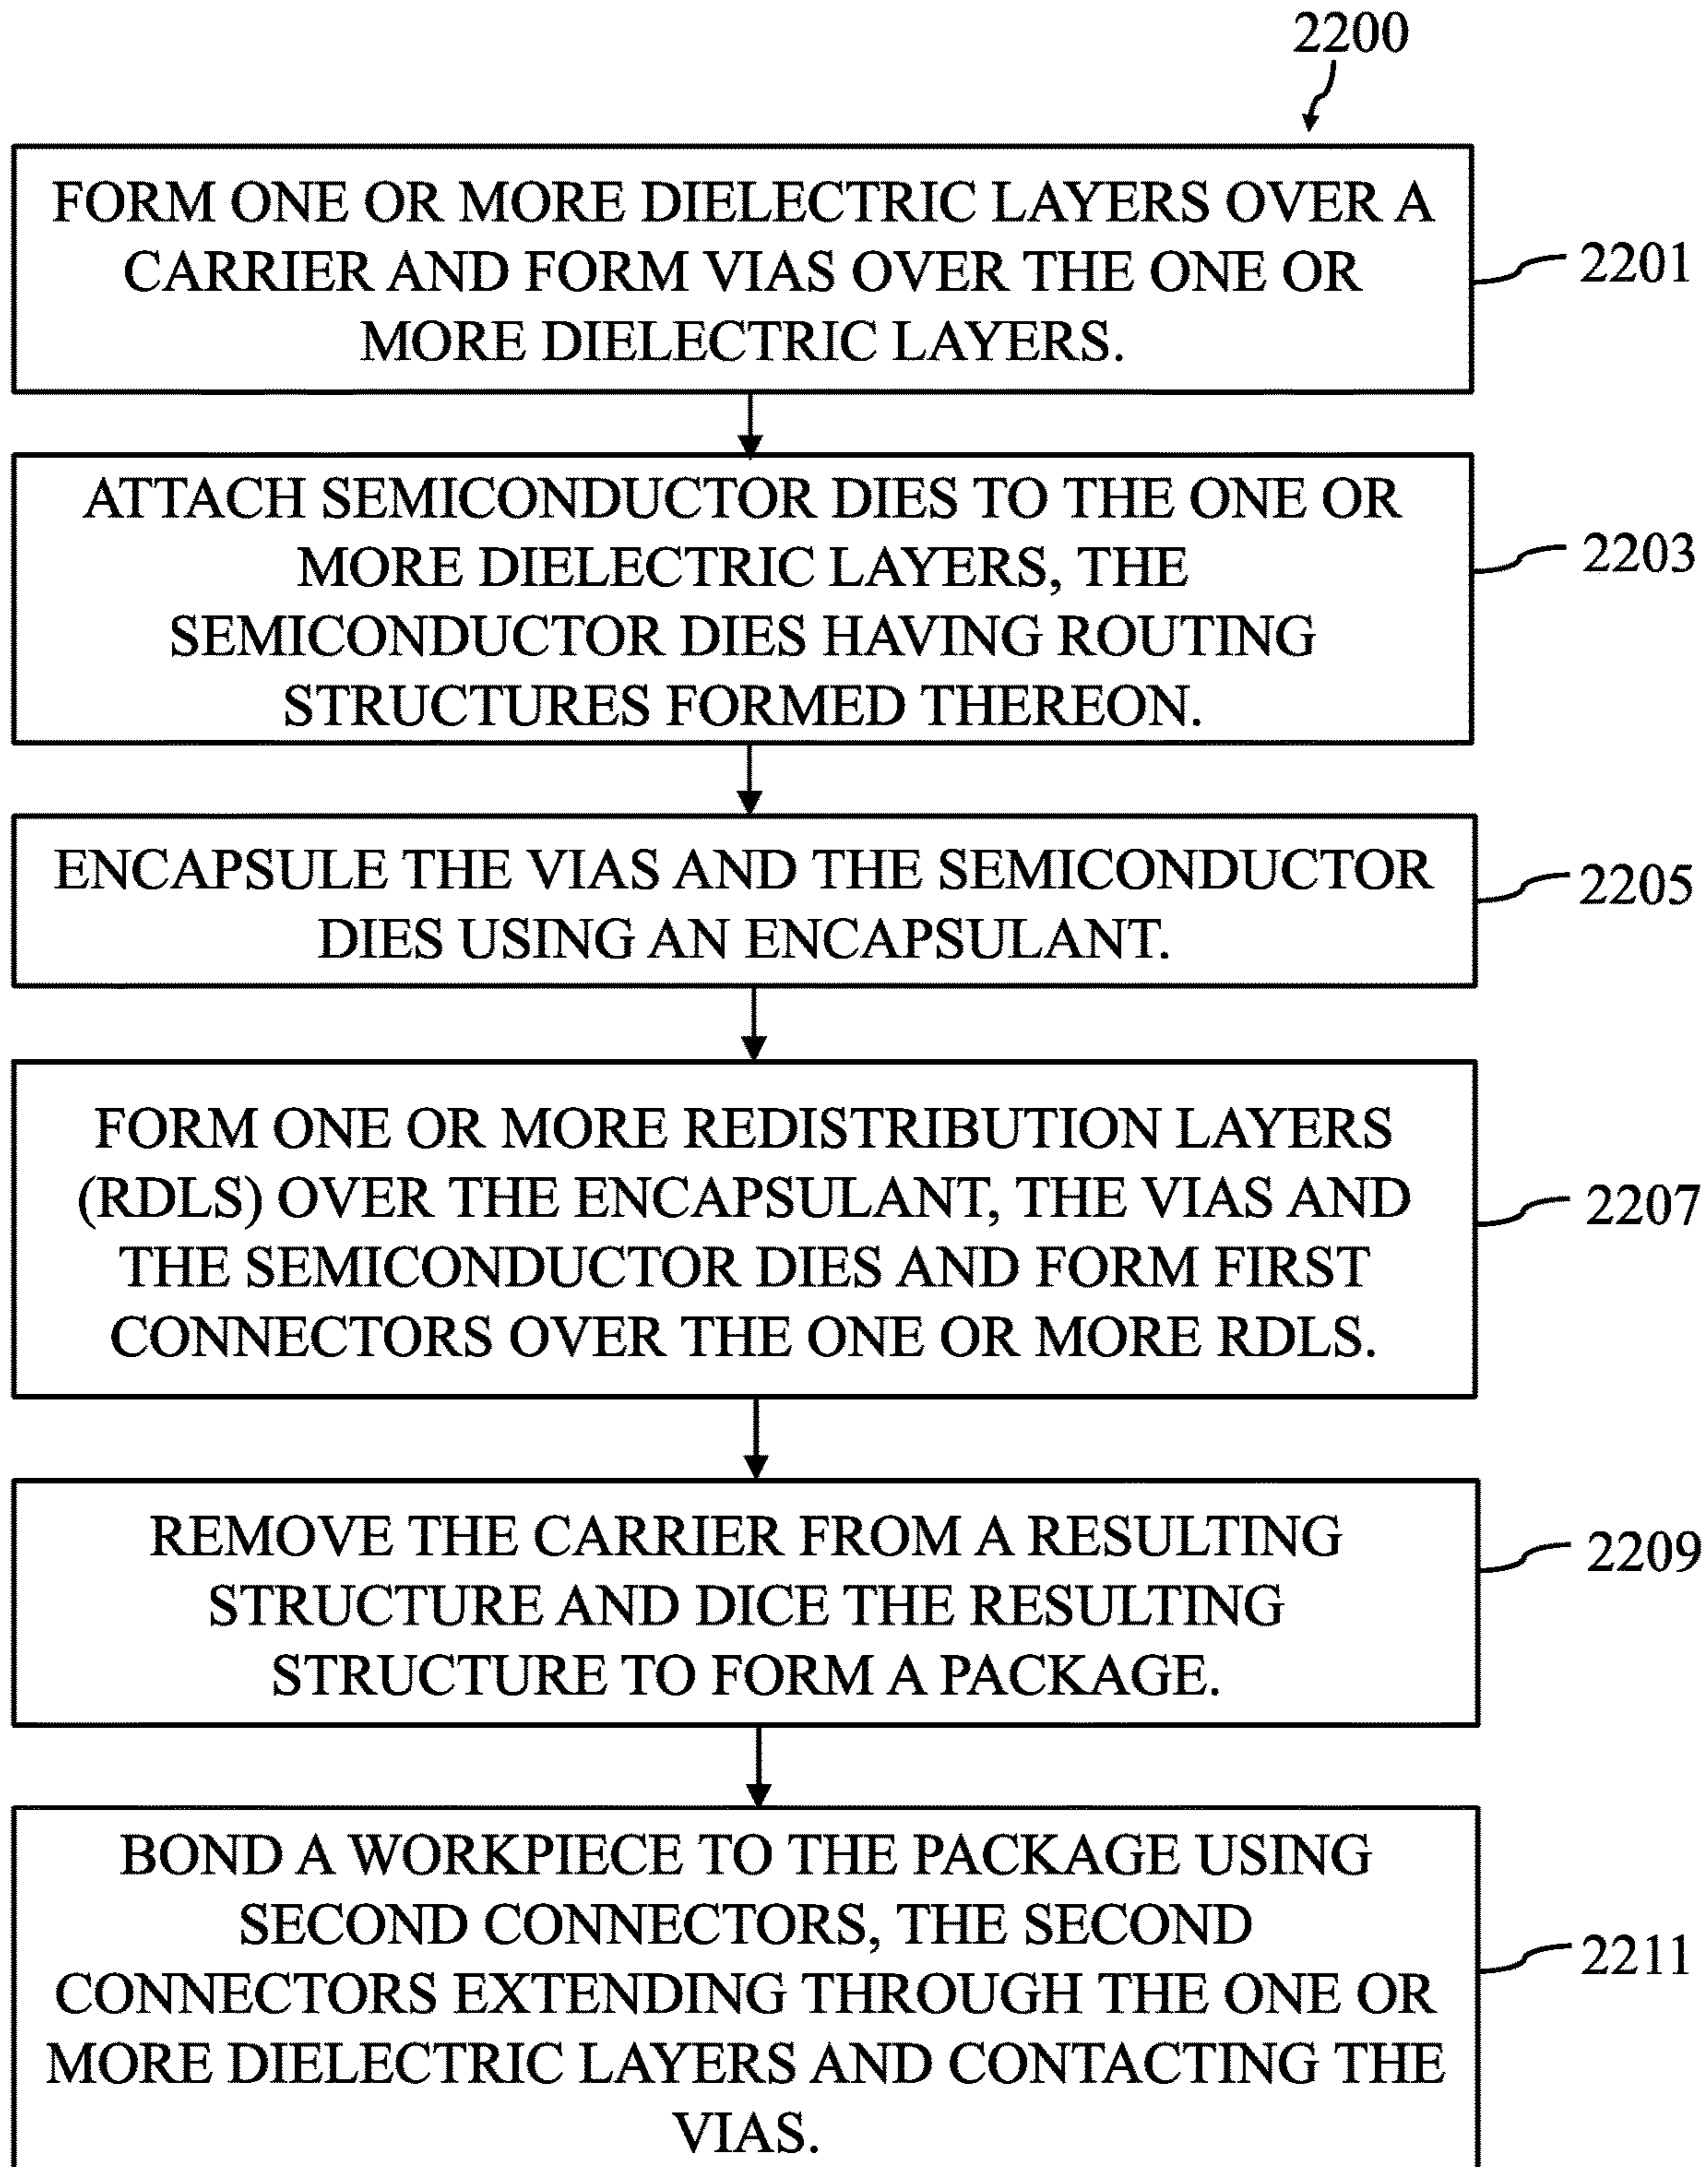 2200
FORM ONE OR MORE DIELECTRIC LAYERS OVER A
CARRIER AND FORM VIAS OVER THE ONE OR
MORE DIELECTRIC LAYERS.
2201
ATTACH SEMICONDUCTOR DIES TO THE ONE OR
MORE DIELECTRIC LAYERS, THE
SEMICONDUCTOR DIES HAVING ROUTING
STRUCTURES FORMED THEREON.
2203
ENCAPSULE THE VIAS AND THE SEMICONDUCTOR
DIES USING AN ENCAPSULANT.
2205
FORM ONE OR MORE REDISTRIBUTION LAYERS
(RDLS) OVER THE ENCAPSULANT, THE VIAS AND
THE SEMICONDUCTOR DIES AND FORM FIRST
CONNECTORS OVER THE ONE OR MORE RDLS.
2207
REMOVE THE CARRIER FROM A RESULTING
STRUCTURE AND DICE THE RESULTING
STRUCTURE TO FORM A PACKAGE.
2209
BOND A WORKPIECE TO THE PACKAGE USING
SECOND CONNECTORS, THE SECOND
CONNECTORS EXTENDING THROUGH THE ONE OR
MORE DIELECTRIC LAYERS AND CONTACTING THE
VIAS.
2211